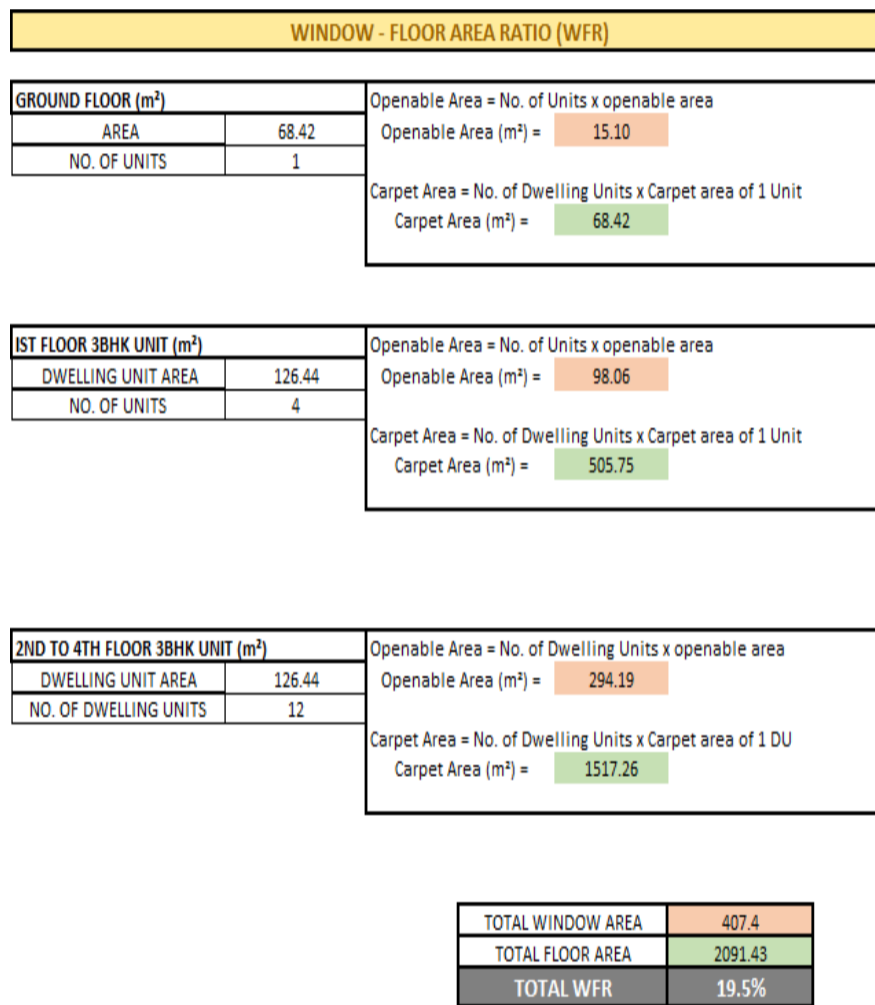 WINDOW - FLOOR AREA RATIO (WFR)
GROUND FLOOR (m²)
AREA 68.42
NO. OF UNITS 1
Openable Area = No. of Units x openable area
Openable Area (m²) = 15.10
Carpet Area = No. of Dwelling Units x Carpet area of 1 Unit
Carpet Area (m²) = 68.42
IST FLOOR 3BHK UNIT (m²)
DWELLING UNIT AREA 126.44
NO. OF UNITS 4
Openable Area = No. of Units x openable area
Openable Area (m²) = 98.06
Carpet Area = No. of Dwelling Units x Carpet area of 1 Unit
Carpet Area (m²) = 505.75
2ND TO 4TH FLOOR 3BHK UNIT (m²)
DWELLING UNIT AREA 126.44
NO. OF DWELLING UNITS 12
Openable Area = No. of Dwelling Units x openable area
Openable Area (m²) = 294.19
Carpet Area = No. of Dwelling Units x Carpet area of 1 DU
Carpet Area (m²) = 1517.26
TOTAL WINDOW AREA 407.4
TOTAL FLOOR AREA 2091.43
TOTAL WFR 19.5%